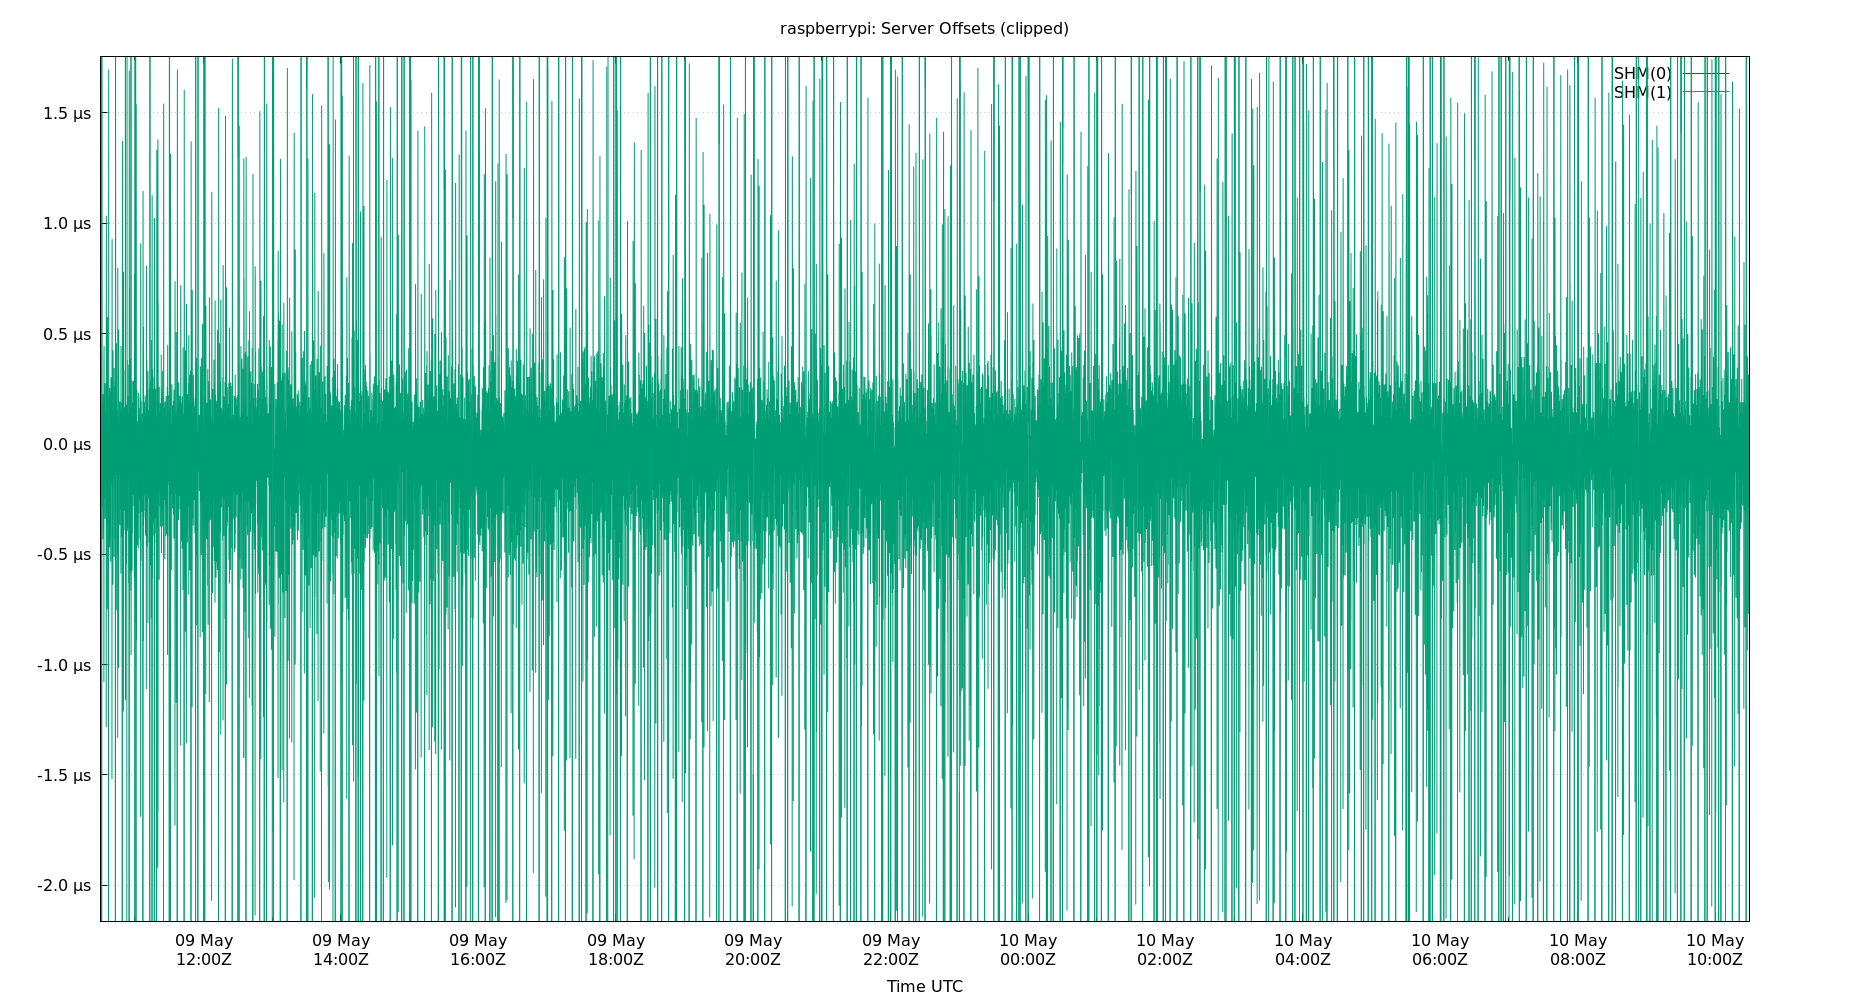 raspberrypi: Server Offsets (clipped)
SHM(0)
SHM(1)
1.5 µs
1.0 µs
0.5 µs
0.0 µs
-0.5 µs
-1.0 µs
-1.5 µs
-2.0 µs
09 May 09 May 09 May 09 May 09 May 09 May 10 May 10 May 10 May 10 May 10 May 10 May
12:00Z 14:00Z 16:00Z 18:00Z 20:00Z 22:00Z 00:00Z 02:00Z 04:00Z 06:00Z 08:00Z 10:00Z
Time UTC